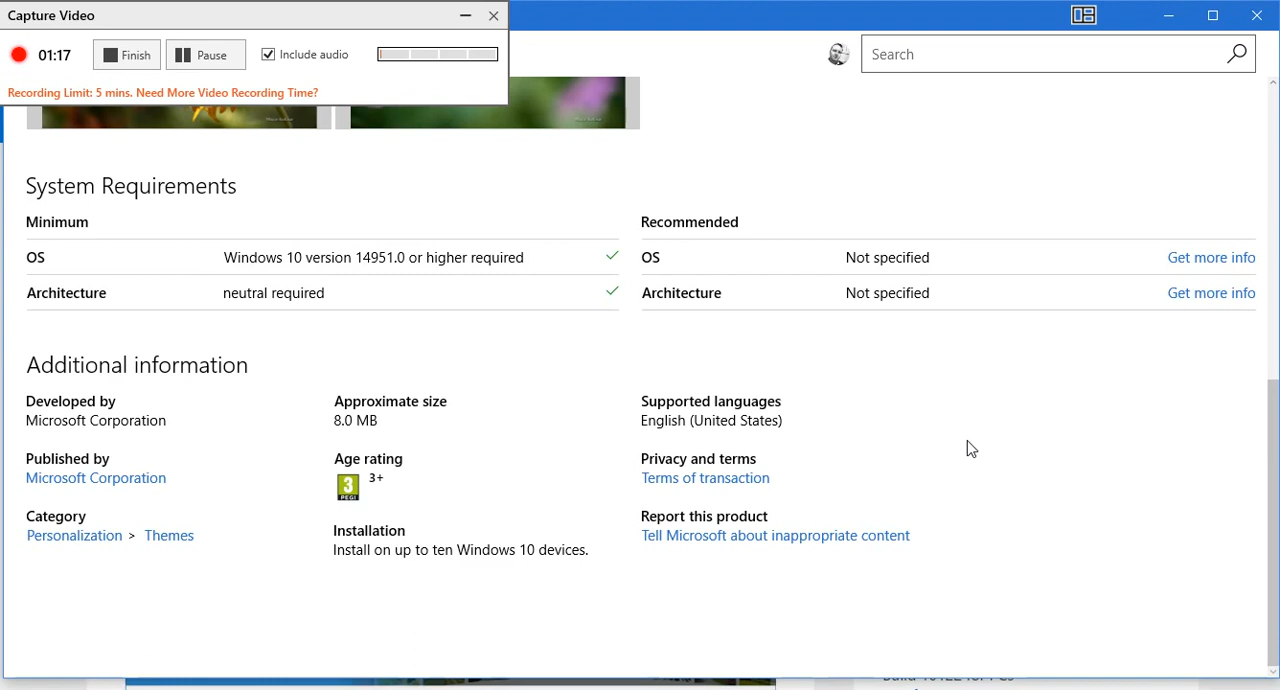 Capture Video
01:17
Finish
Pause
Include audio
Recording Limit: 5 mins. Need More Video Recording Time?
Search
System Requirements
Minimum
Recommended
OS
Windows 10 version 14951.0 or higher required
OS
Not specified
Get more info
Architecture
neutral required
Architecture
Not specified
Get more info
Additional information
Developed by
Microsoft Corporation
Approximate size
8.0 MB
Supported languages
English (United States)
Published by
Microsoft Corporation
Age rating
3
PEGI
3+
Privacy and terms
Terms of transaction
Category
Personalization > Themes
Installation
Install on up to ten Windows 10 devices.
Report this product
Tell Microsoft about inappropriate content